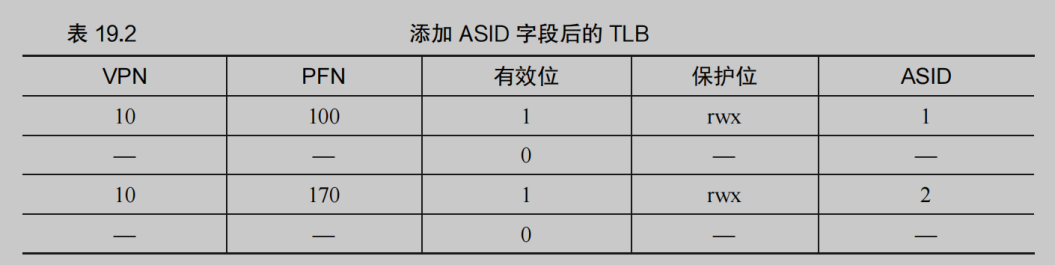 表 19.2 添加 ASID 字段后的 TLB
VPN PFN 有效位 保护位 ASID
10 100 1 rwx 1
— — 0 — —
10 170 1 rwx 2
— — 0 — —